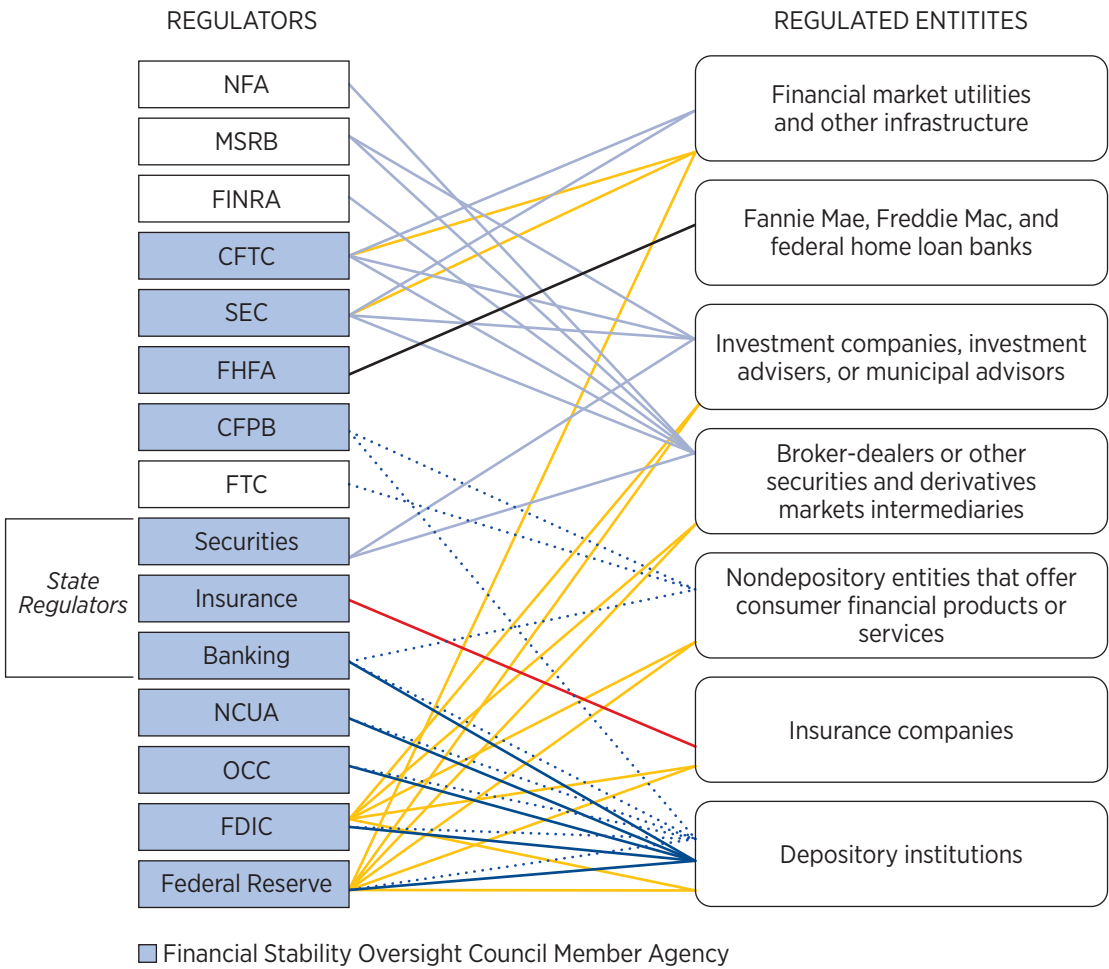 REGULATORS
REGULATED ENTITITES
NFA
MSRB
FINRA
CFTC
SEC
FHFA
CFPB
FTC
State
Regulators
Securities
Insurance
Banking
NCUA
OCC
FDIC
Federal Reserve
Financial market utilities
and other infrastructure
Fannie Mae, Freddie Mac, and
federal home loan banks
Investment companies, investment
advisers, or municipal advisors
Broker-dealers or other
securities and derivatives
markets intermediaries
Nondepository entities that offer
consumer financial products or
services
Insurance companies
Depository institutions
Financial Stability Oversight Council Member Agency